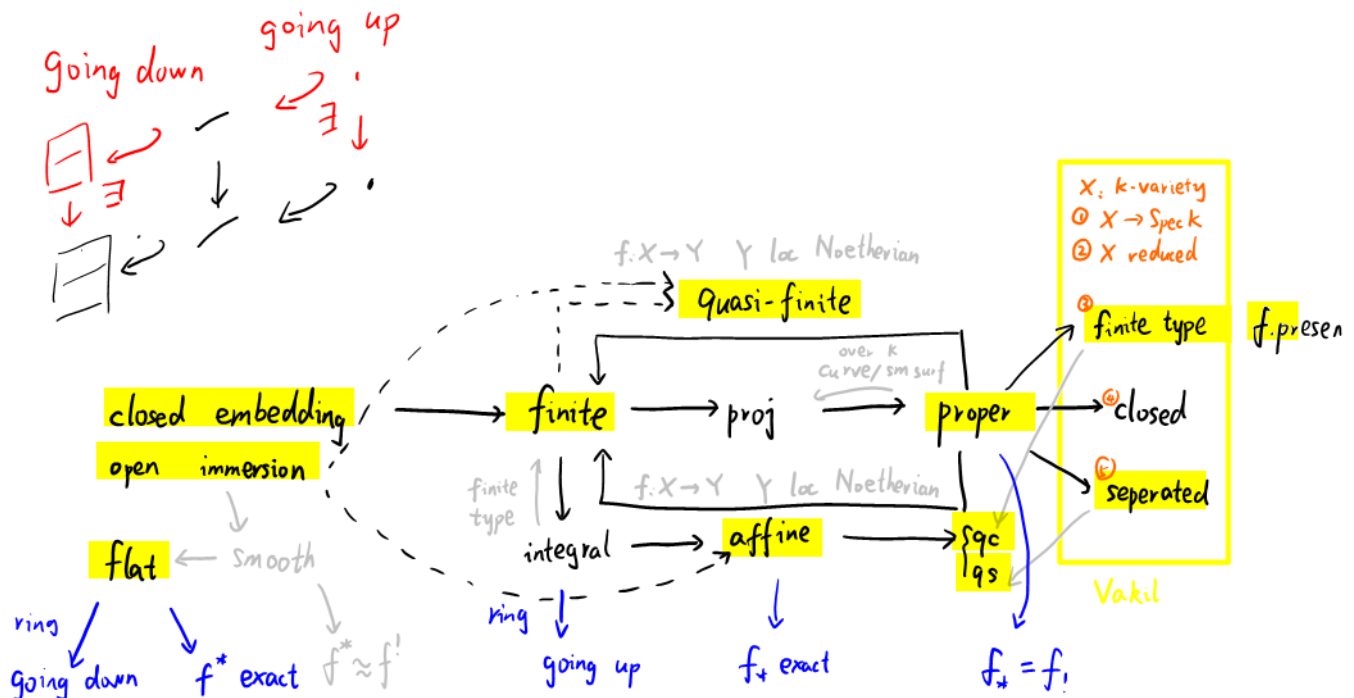 going up
going down
∃
∃
X: k-variety
① X → Spec k
② X reduced
f: X → Y Y loc Noetherian
quasi-finite
③ finite type f.presen
over k
curve/sm surf
closed embedding
finite
proj
proper
④ closed
open immersion
finite
type
f: X → Y Y loc Noetherian
⑤ seperated
integral
affine
{qc
qs
flat
smooth
Vakil
ring
ring
going down
f* exact
f* ≈ f!
going up
f* exact
f* = f!